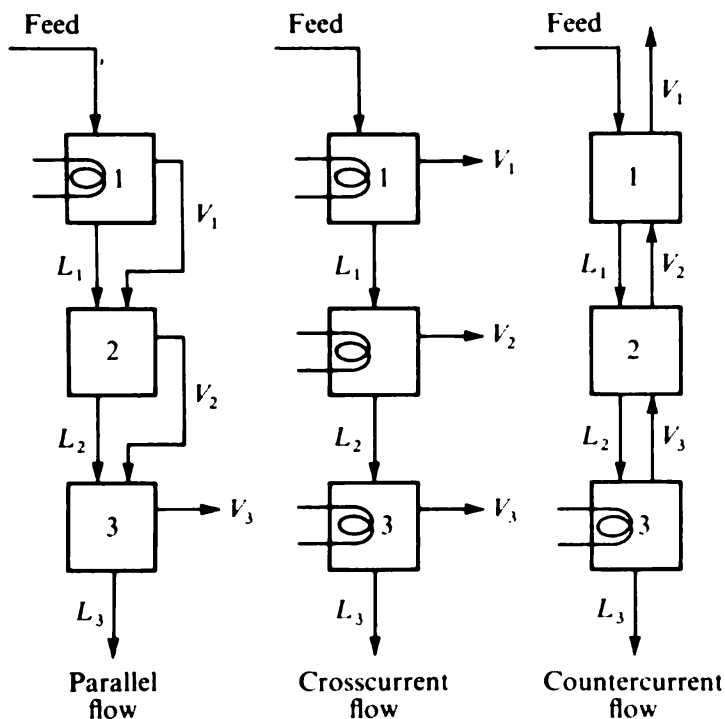 Feed
1
V₁
L₁
2
V₂
L₂
3
V₃
L₃
Parallel
flow
Feed
1
V₁
L₁
2
V₂
L₂
3
V₃
L₃
Crosscurrent
flow
Feed
V₁
1
L₁
V₂
2
L₂
V₃
3
L₃
Countercurrent
flow